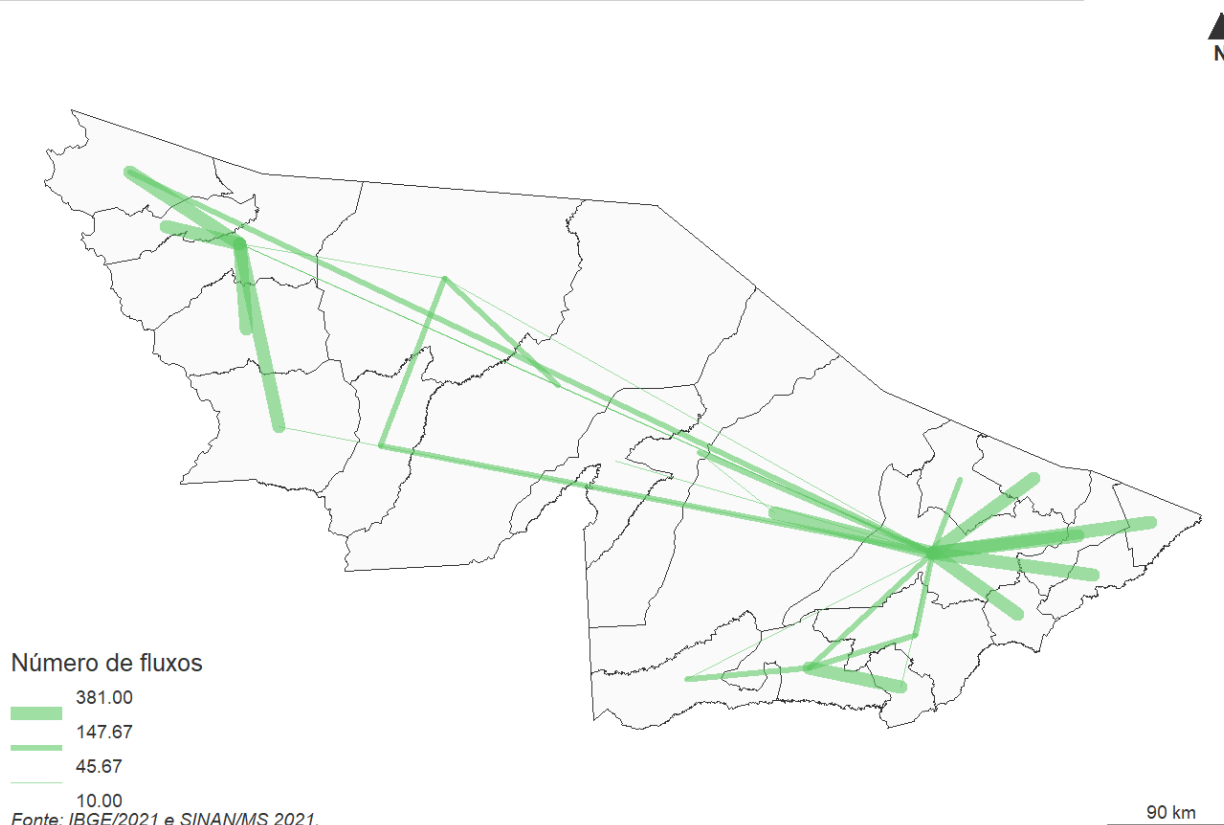 N
Número de fluxos
381.00
147.67
45.67
10.00
Fonte: IBGE/2021 e SINAN/MS 2021.
90 km